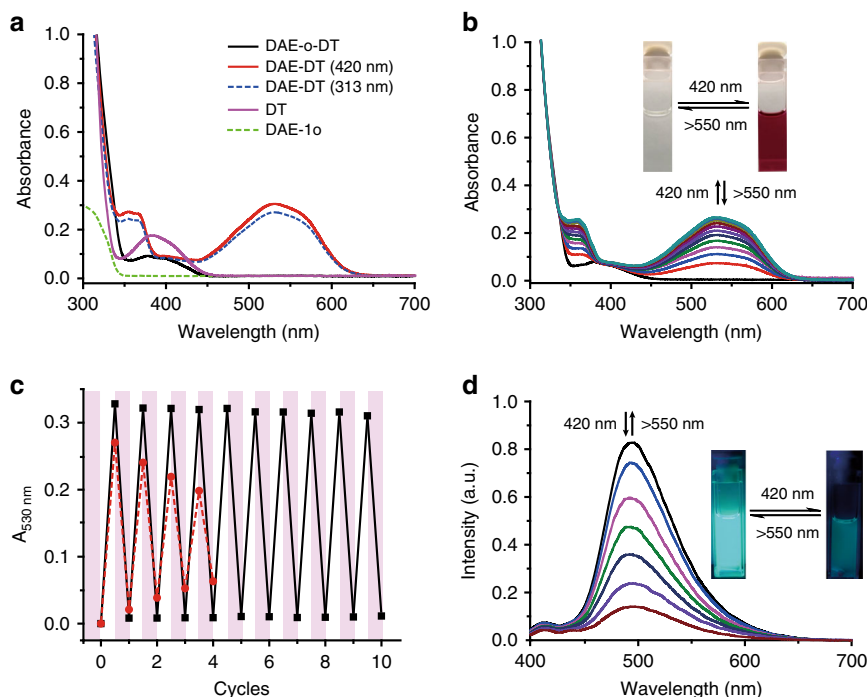 a
DAE-o-DT
DAE-DT (420 nm)
DAE-DT (313 nm)
DT
DAE-1o
1.0
0.8
0.6
0.4
0.2
0.0
Absorbance
300 400 500 600 700
Wavelength (nm)
b
420 nm
>550 nm
420 nm >550 nm
1.0
0.8
0.6
0.4
0.2
0.0
Absorbance
300 400 500 600 700
Wavelength (nm)
c
0.3
0.2
0.1
0.0
A530 nm
0 2 4 6 8 10
Cycles
d
420 nm >550 nm
420 nm
>550 nm
1.0
0.8
0.6
0.4
0.2
0.0
Intensity (a.u.)
400 500 600 700
Wavelength (nm)